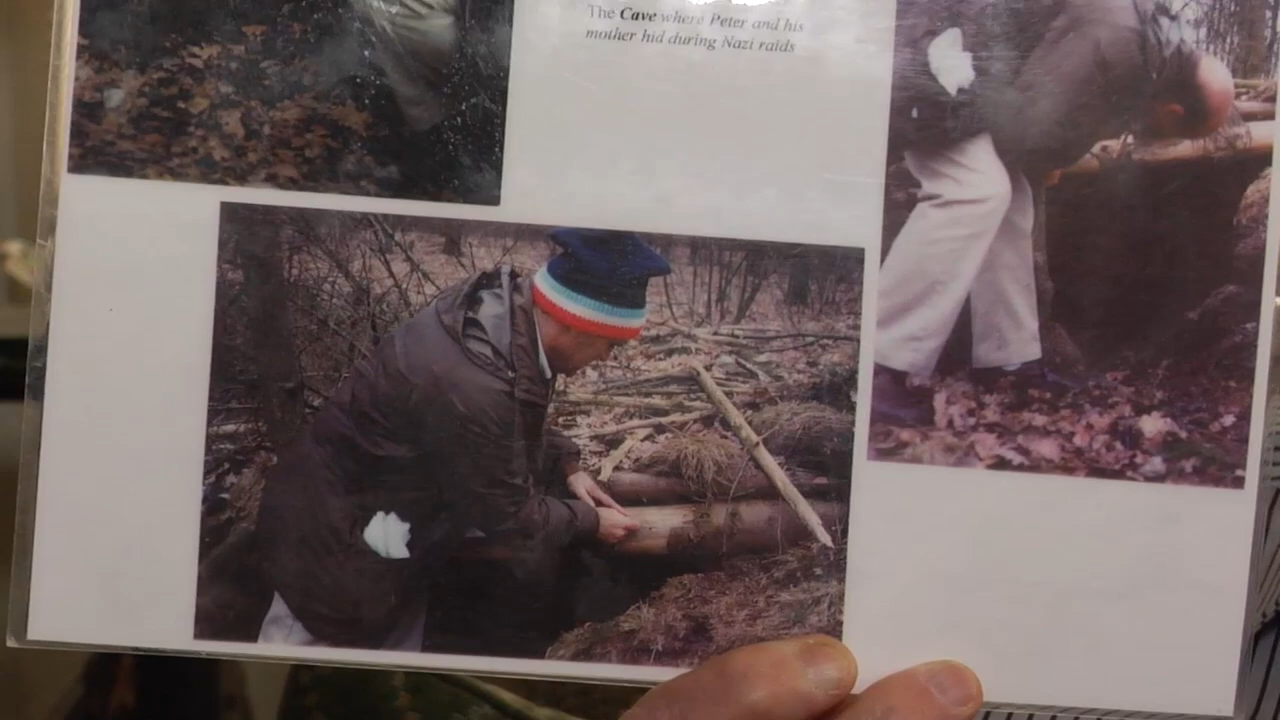 The Cave where Peter and his
mother hid during Nazi raids